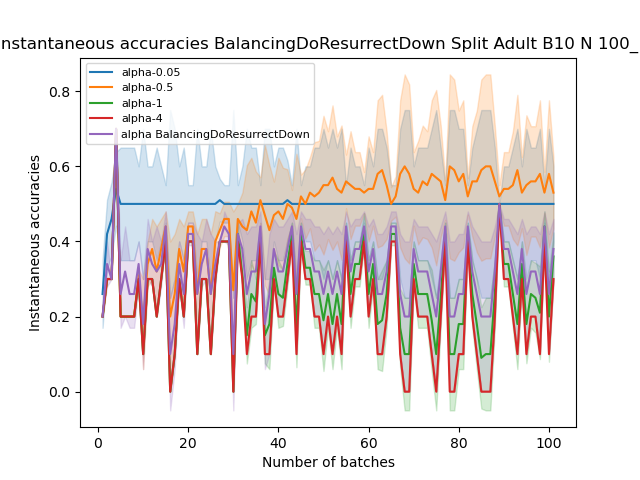 nstantaneous accuracies BalancingDoResurrectDown Split Adult B10 N 100_
alpha-0.05
alpha-0.5
alpha-1
alpha-4
alpha BalancingDoResurrectDown
Instantaneous accuracies
0.8
0.6
0.4
0.2
0.0
0
20
40
60
80
100
Number of batches